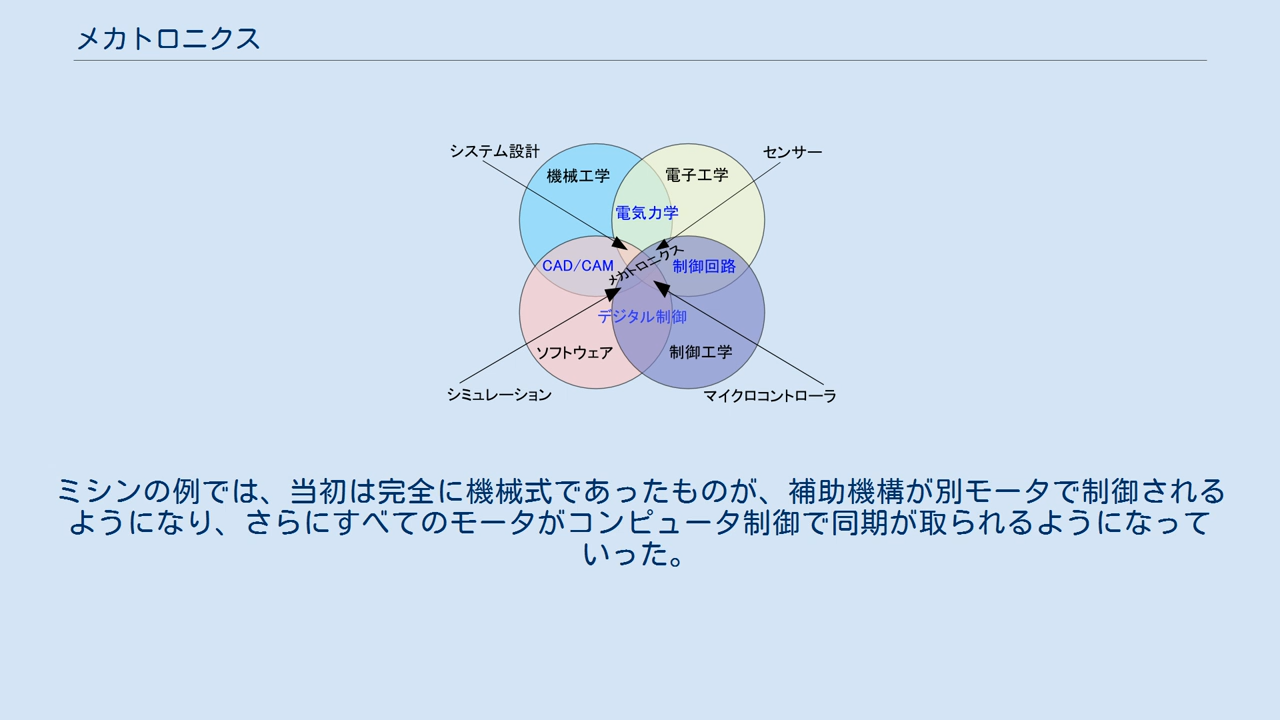 メカトロニクス
システム設計
センサー
機械工学
電子工学
電気力学
CAD/CAM
メカトロニクス
制御回路
デジタル制御
ソフトウェア
制御工学
シミュレーション
マイクロコントローラ
ミシンの例では、当初は完全に機械式であったものが、補助機構が別モータで制御される
ようになり、さらにすべてのモータがコンピュータ制御で同期が取られるようになって
いった。